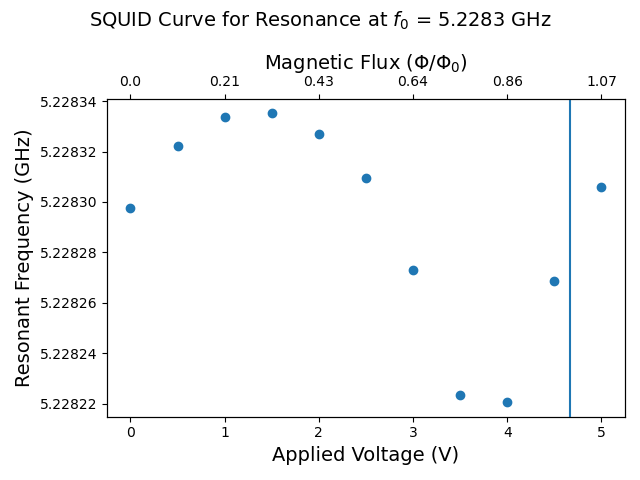 SQUID Curve for Resonance at f₀ = 5.2283 GHz
Magnetic Flux (Φ/Φ₀)
0.0 0.21 0.43 0.64 0.86 1.07
5.22834
5.22832
5.22830
5.22828
5.22826
5.22824
5.22822
Resonant Frequency (GHz)
0 1 2 3 4 5
Applied Voltage (V)